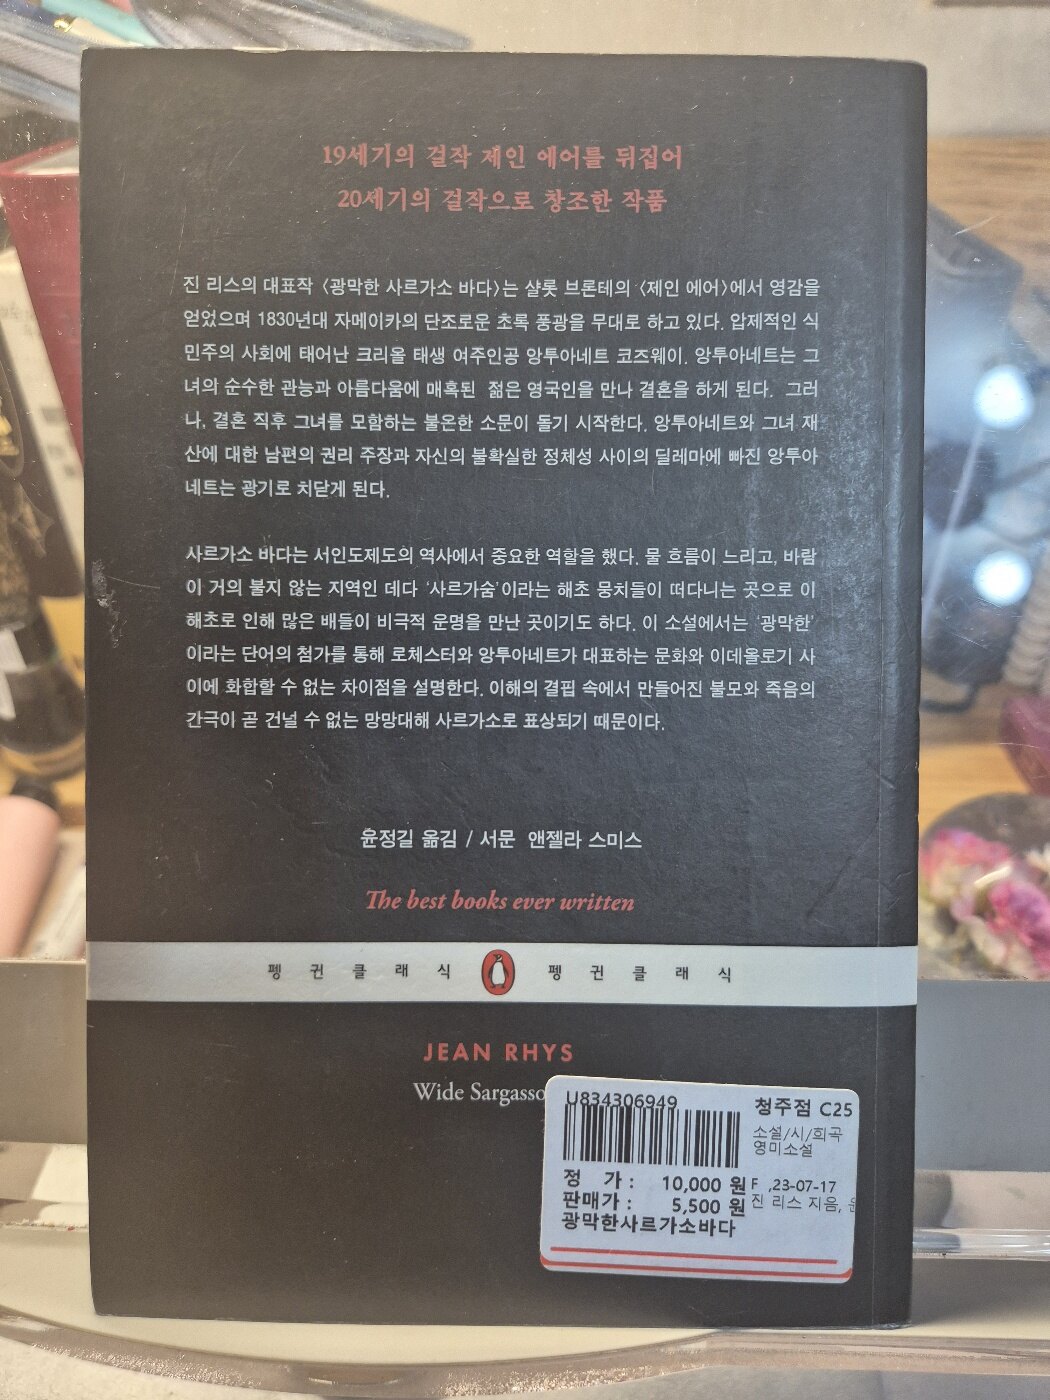 19세기의 걸작 제인 에어를 뒤집어
20세기의 걸작으로 창조한 작품
진 리스의 대표작 〈광막한 사르가소 바다〉는 샬롯 브론테의 〈제인 에어〉에서 영감을
얻었으며 1830년대 자메이카의 단조로운 초록 풍광을 무대로 하고 있다. 압제적인 식
민주의 사회에 태어난 크리올 태생 여주인공 앙투아네트 코즈웨이. 앙투아네트는 그
녀의 순수한 관능과 아름다움에 매혹된 젊은 영국인을 만나 결혼을 하게 된다. 그러
나, 결혼 직후 그녀를 모함하는 불온한 소문이 돌기 시작한다. 앙투아네트와 그녀 재
산에 대한 남편의 권리 주장과 자신의 불확실한 정체성 사이의 딜레마에 빠진 앙투아
네트는 광기로 치닫게 된다.
사르가소 바다는 서인도제도의 역사에서 중요한 역할을 했다. 물 흐름이 느리고, 바람
이 거의 불지 않는 지역인 데다 ‘사르가숨’이라는 해초 뭉치들이 떠다니는 곳으로 이
해초로 인해 많은 배들이 비극적 운명을 만난 곳이기도 하다. 이 소설에서는 ‘광막한’
이라는 단어의 첨가를 통해 로체스터와 앙투아네트가 대표하는 문화와 이데올로기 사
이에 화합할 수 없는 차이점을 설명한다. 이해의 결핍 속에서 만들어진 불모와 죽음의
간극이 곧 건널 수 없는 망망대해 사르가소로 표상되기 때문이다.
윤정길 옮김 / 서문 앤젤라 스미스
The best books ever written
펭귄클래식 펭귄클래식
JEAN RHYS
Wide Sargasso
U834306949
청주점 C25
소설/시/희곡
영미소설
정 가 : 10,000 원
F ,23-07-17
판매가 : 5,500 원
진 리스 지음,
광막한사르가소바다